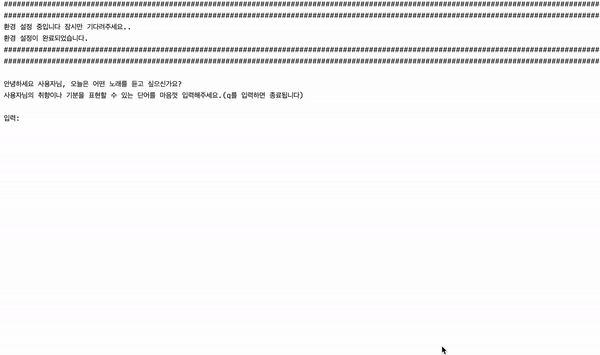 ####################################################################################################################################
####################################################################################################################################
환경 설정 중입니다 잠시만 기다려주세요..
환경 설정이 완료되었습니다.
####################################################################################################################################
####################################################################################################################################
안녕하세요 사용자님, 오늘은 어떤 노래를 듣고 싶으신가요?
사용자님의 취향이나 기분을 표현할 수 있는 단어를 마음껏 입력해주세요.(q를 입력하면 종료됩니다)
입력: